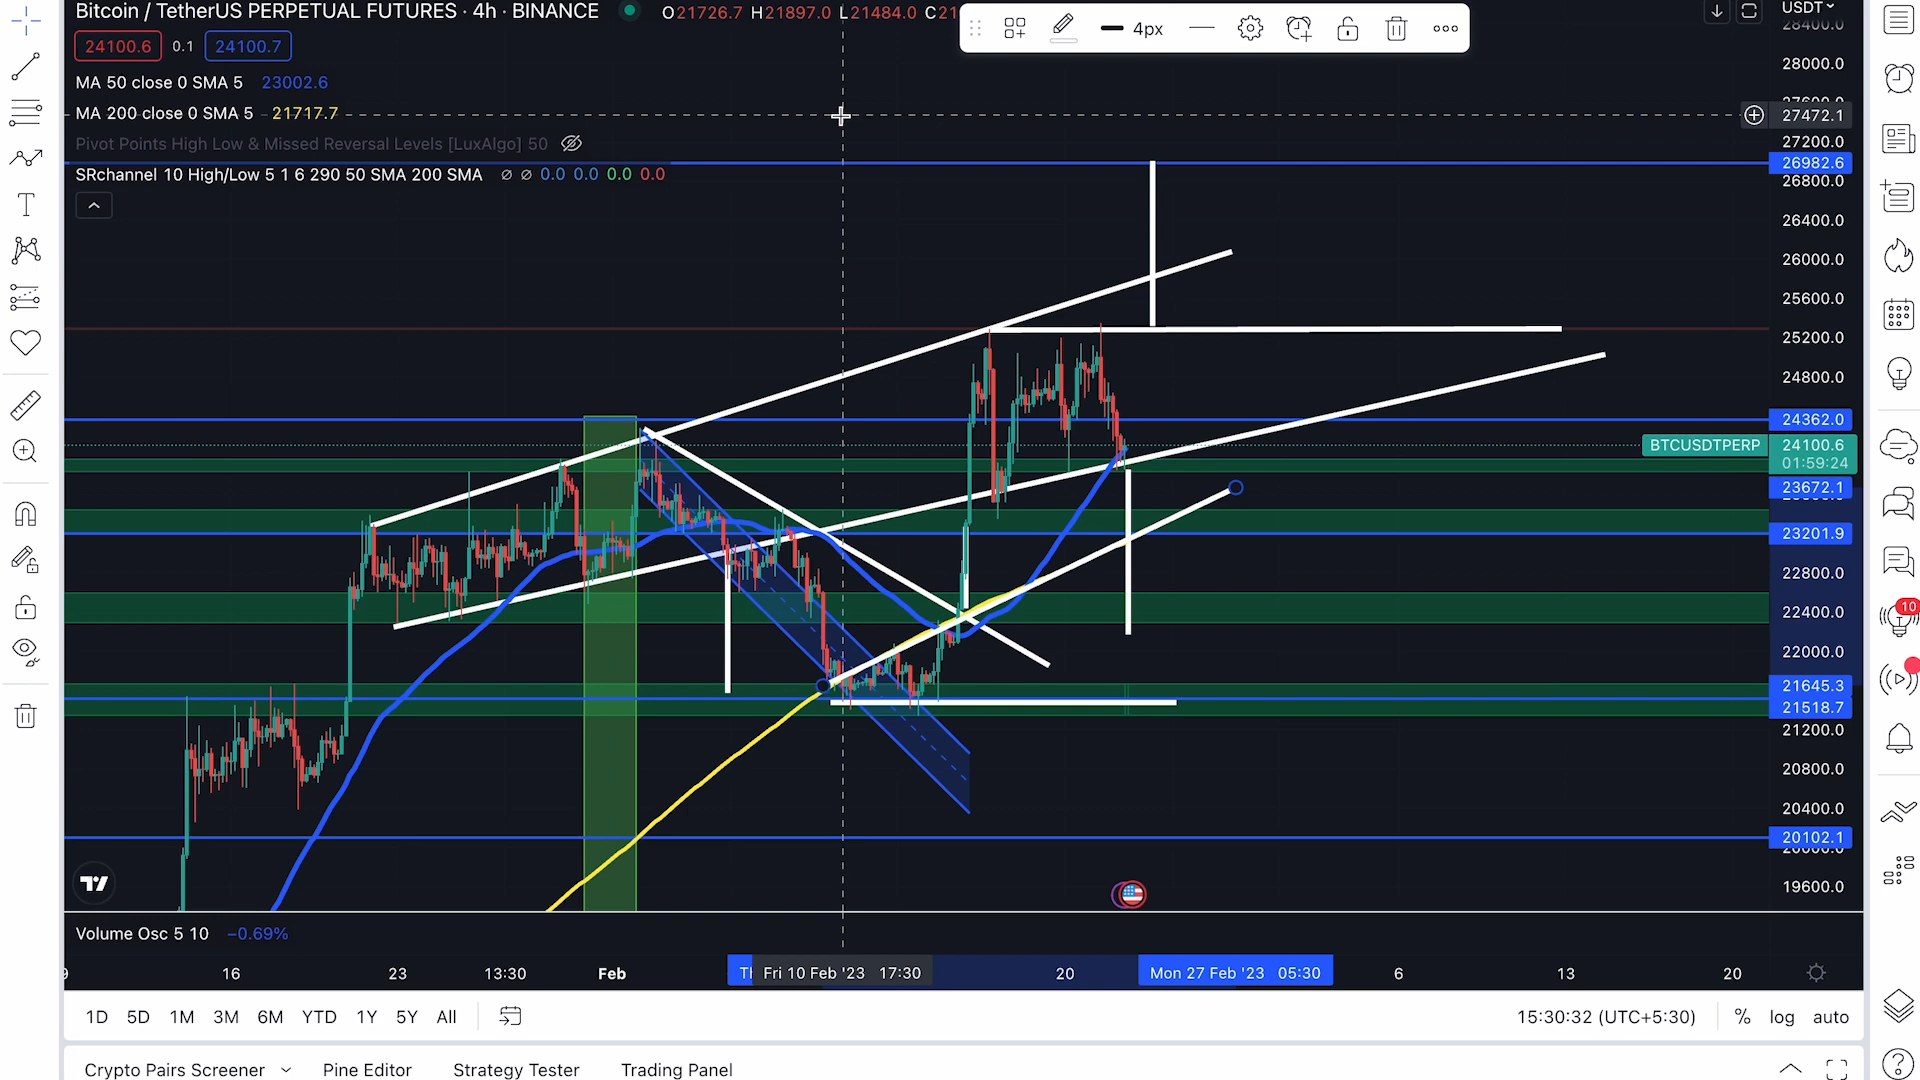 Bitcoin / TetherUS PERPETUAL FUTURES · 4h · BINANCE O21726.7 H21897.0 L21484.0 C21
24100.6 0.1 24100.7
MA 50 close 0 SMA 5 23002.6
MA 200 close 0 SMA 5 21717.7
Pivot Points High Low & Missed Reversal Levels [LuxAlgo] 50
SRchannel 10 High/Low 5 1 6 290 50 SMA 200 SMA ∅ ∅ 0.0 0.0 0.0 0.0
4px
USDT
28400.0
28000.0
27600.0
27472.1
27200.0
26982.6
26800.0
26400.0
26000.0
25600.0
25200.0
24800.0
24362.0
BTCUSDTPERP 24100.6
01:59:24
23672.1
23201.9
22800.0
22400.0
22000.0
21645.3
21518.7
21200.0
20800.0
20400.0
20102.1
20000.0
19600.0
10
Volume Osc 5 10 −0.69%
9 16 23 13:30 Feb Th Fri 10 Feb '23 17:30 20 Mon 27 Feb '23 05:30 6 13 20
1D 5D 1M 3M 6M YTD 1Y 5Y All 15:30:32 (UTC+5:30) % log auto
Crypto Pairs Screener Pine Editor Strategy Tester Trading Panel